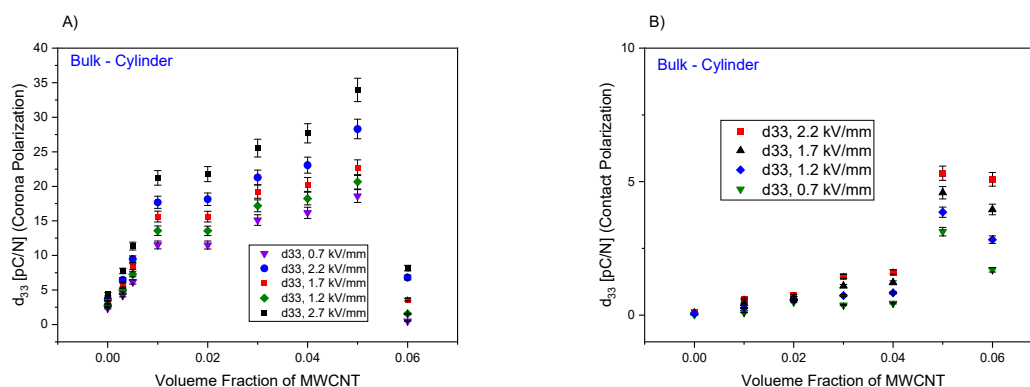 A)
Bulk - Cylinder
d33 [pC/N] (Corona Polarization)
40
35
30
25
20
15
10
5
0
d33, 0.7 kV/mm
d33, 2.2 kV/mm
d33, 1.7 kV/mm
d33, 1.2 kV/mm
d33, 2.7 kV/mm
0.00
0.02
0.04
0.06
Volueme Fraction of MWCNT
B)
Bulk - Cylinder
d33 [pC/N] (Contact Polarization)
10
5
0
d33, 2.2 kV/mm
d33, 1.7 kV/mm
d33, 1.2 kV/mm
d33, 0.7 kV/mm
0.00
0.02
0.04
0.06
Volueme Fraction of MWCNT